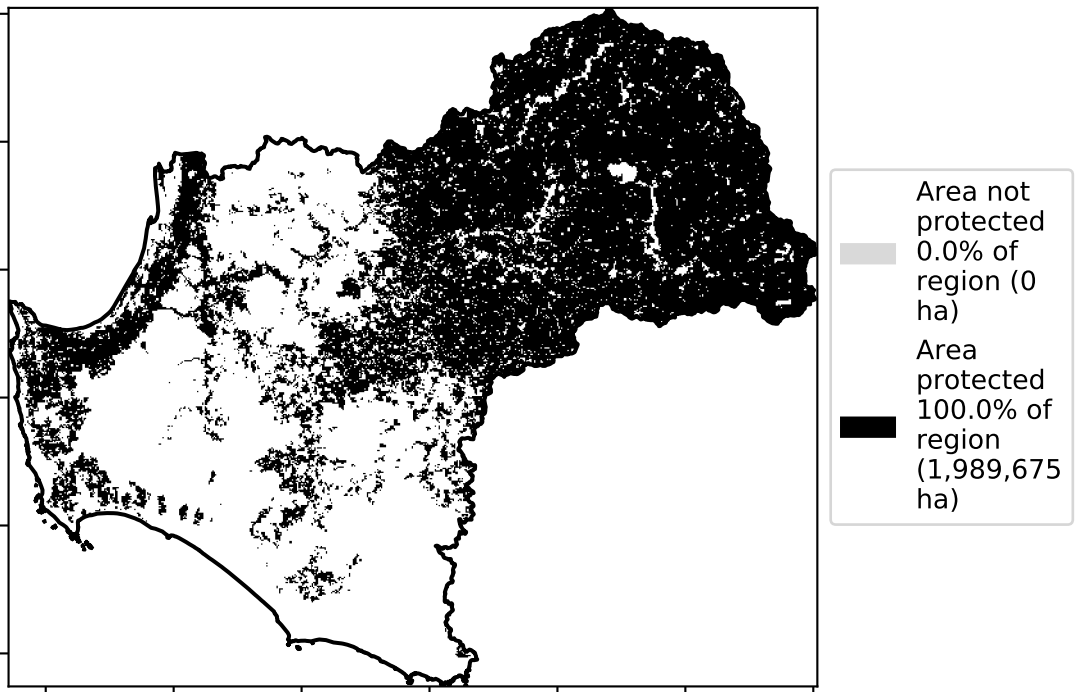 Area not
protected
0.0% of
region (0
ha)
Area
protected
100.0% of
region
(1,989,675
ha)